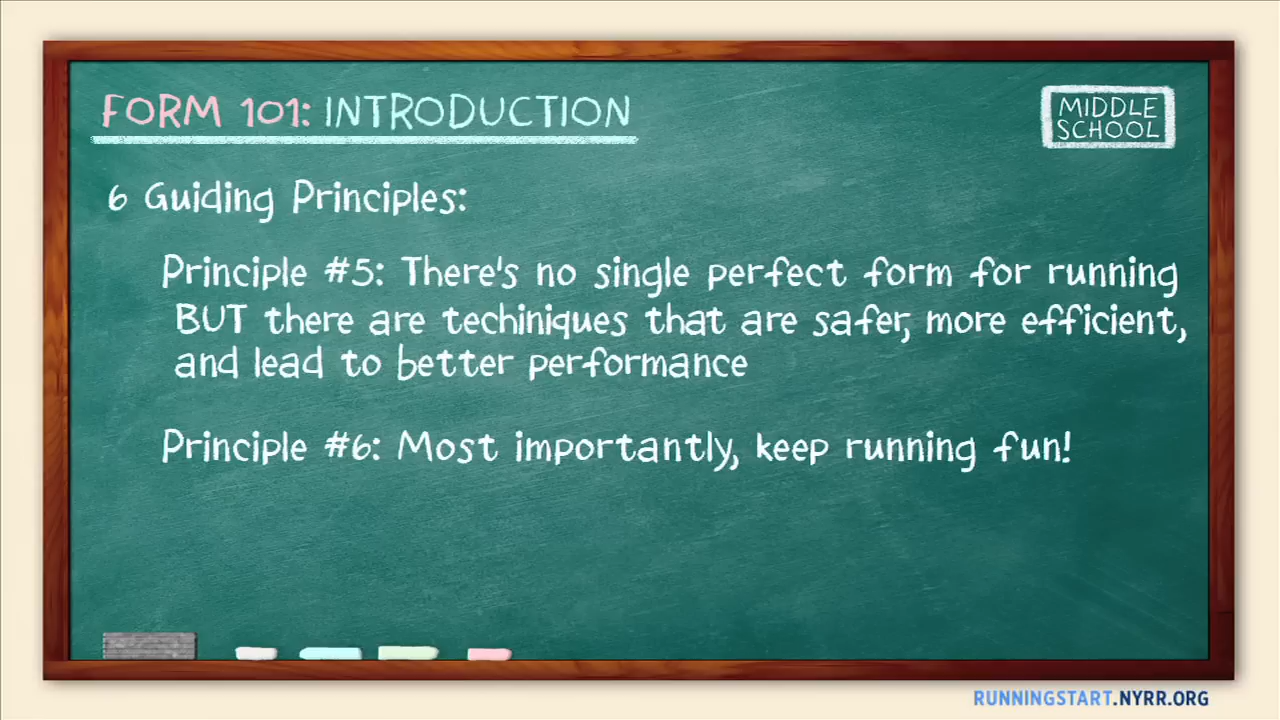 FORM 101: INTRODUCTION
MIDDLE
SCHOOL
6 Guiding Principles:
Principle #5: There's no single perfect form for running
BUT there are techiniques that are safer, more efficient,
and lead to better performance
Principle #6: Most importantly, keep running fun!
RUNNINGSTART.NYRR.ORG